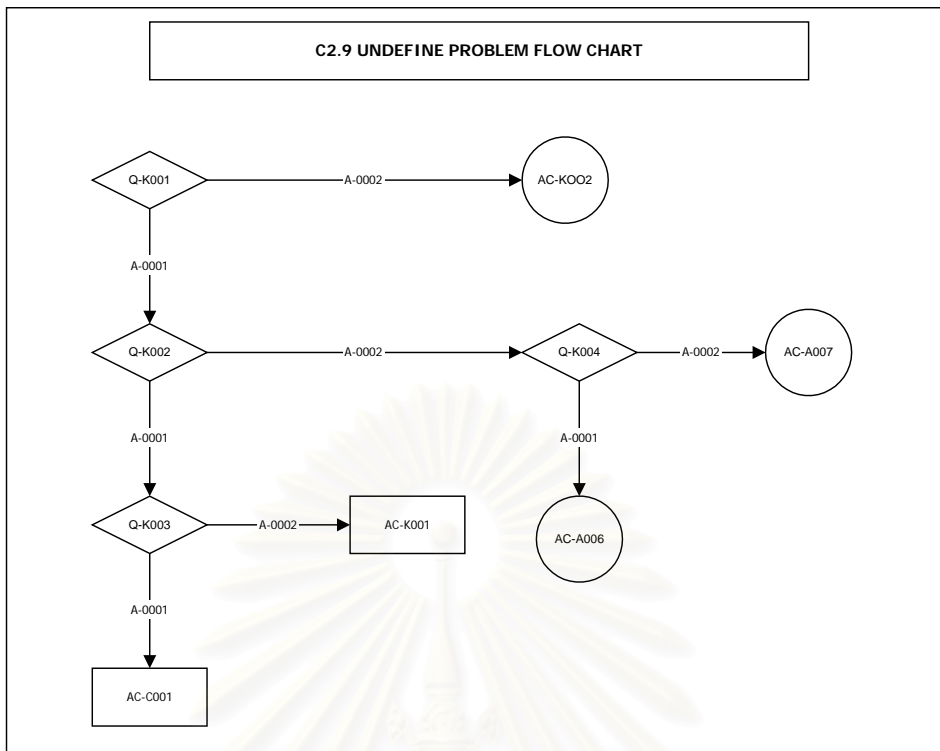 C2.9 UNDEFINE PROBLEM FLOW CHART
Q-K001
A-0002
AC-KOO2
A-0001
Q-K002
A-0002
Q-K004
A-0002
AC-A007
A-0001
A-0001
Q-K003
A-0002
AC-K001
AC-A006
A-0001
AC-C001